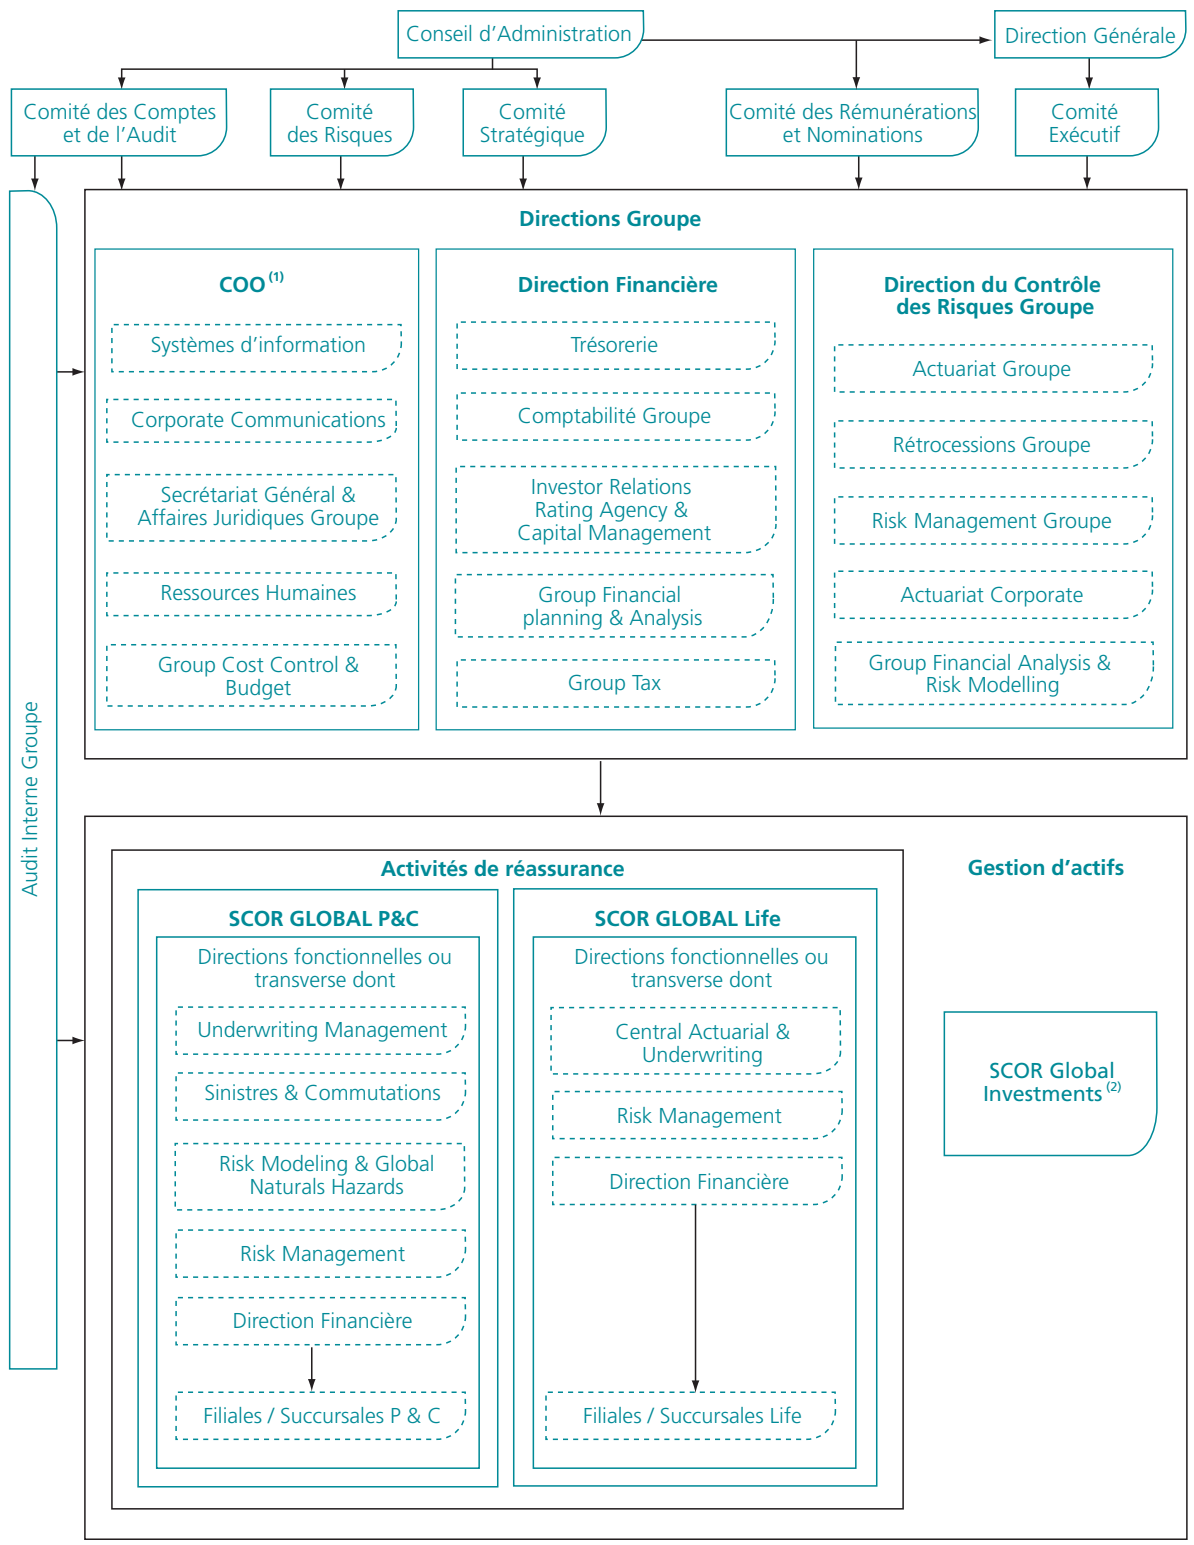 Conseil d'Administration
Direction Générale
Comité des Comptes
et de l'Audit
Comité
des Risques
Comité
Stratégique
Comité des Rémunérations
et Nominations
Comité
Exécutif
Audit Interne Groupe
Directions Groupe
COO (1)
Systèmes d'information
Corporate Communications
Secrétariat Général &
Affaires Juridiques Groupe
Ressources Humaines
Group Cost Control &
Budget
Direction Financière
Trésorerie
Comptabilité Groupe
Investor Relations
Rating Agency &
Capital Management
Group Financial
planning & Analysis
Group Tax
Direction du Contrôle
des Risques Groupe
Actuariat Groupe
Rétrocessions Groupe
Risk Management Groupe
Actuariat Corporate
Group Financial Analysis &
Risk Modelling
Activités de réassurance
SCOR GLOBAL P&C
Directions fonctionnelles ou
transverse dont
Underwriting Management
Sinistres & Commutations
Risk Modeling & Global
Naturals Hazards
Risk Management
Direction Financière
Filiales / Succursales P & C
SCOR GLOBAL Life
Directions fonctionnelles ou
transverse dont
Central Actuarial &
Underwriting
Risk Management
Direction Financière
Filiales / Succursales Life
Gestion d'actifs
SCOR Global
Investments (2)